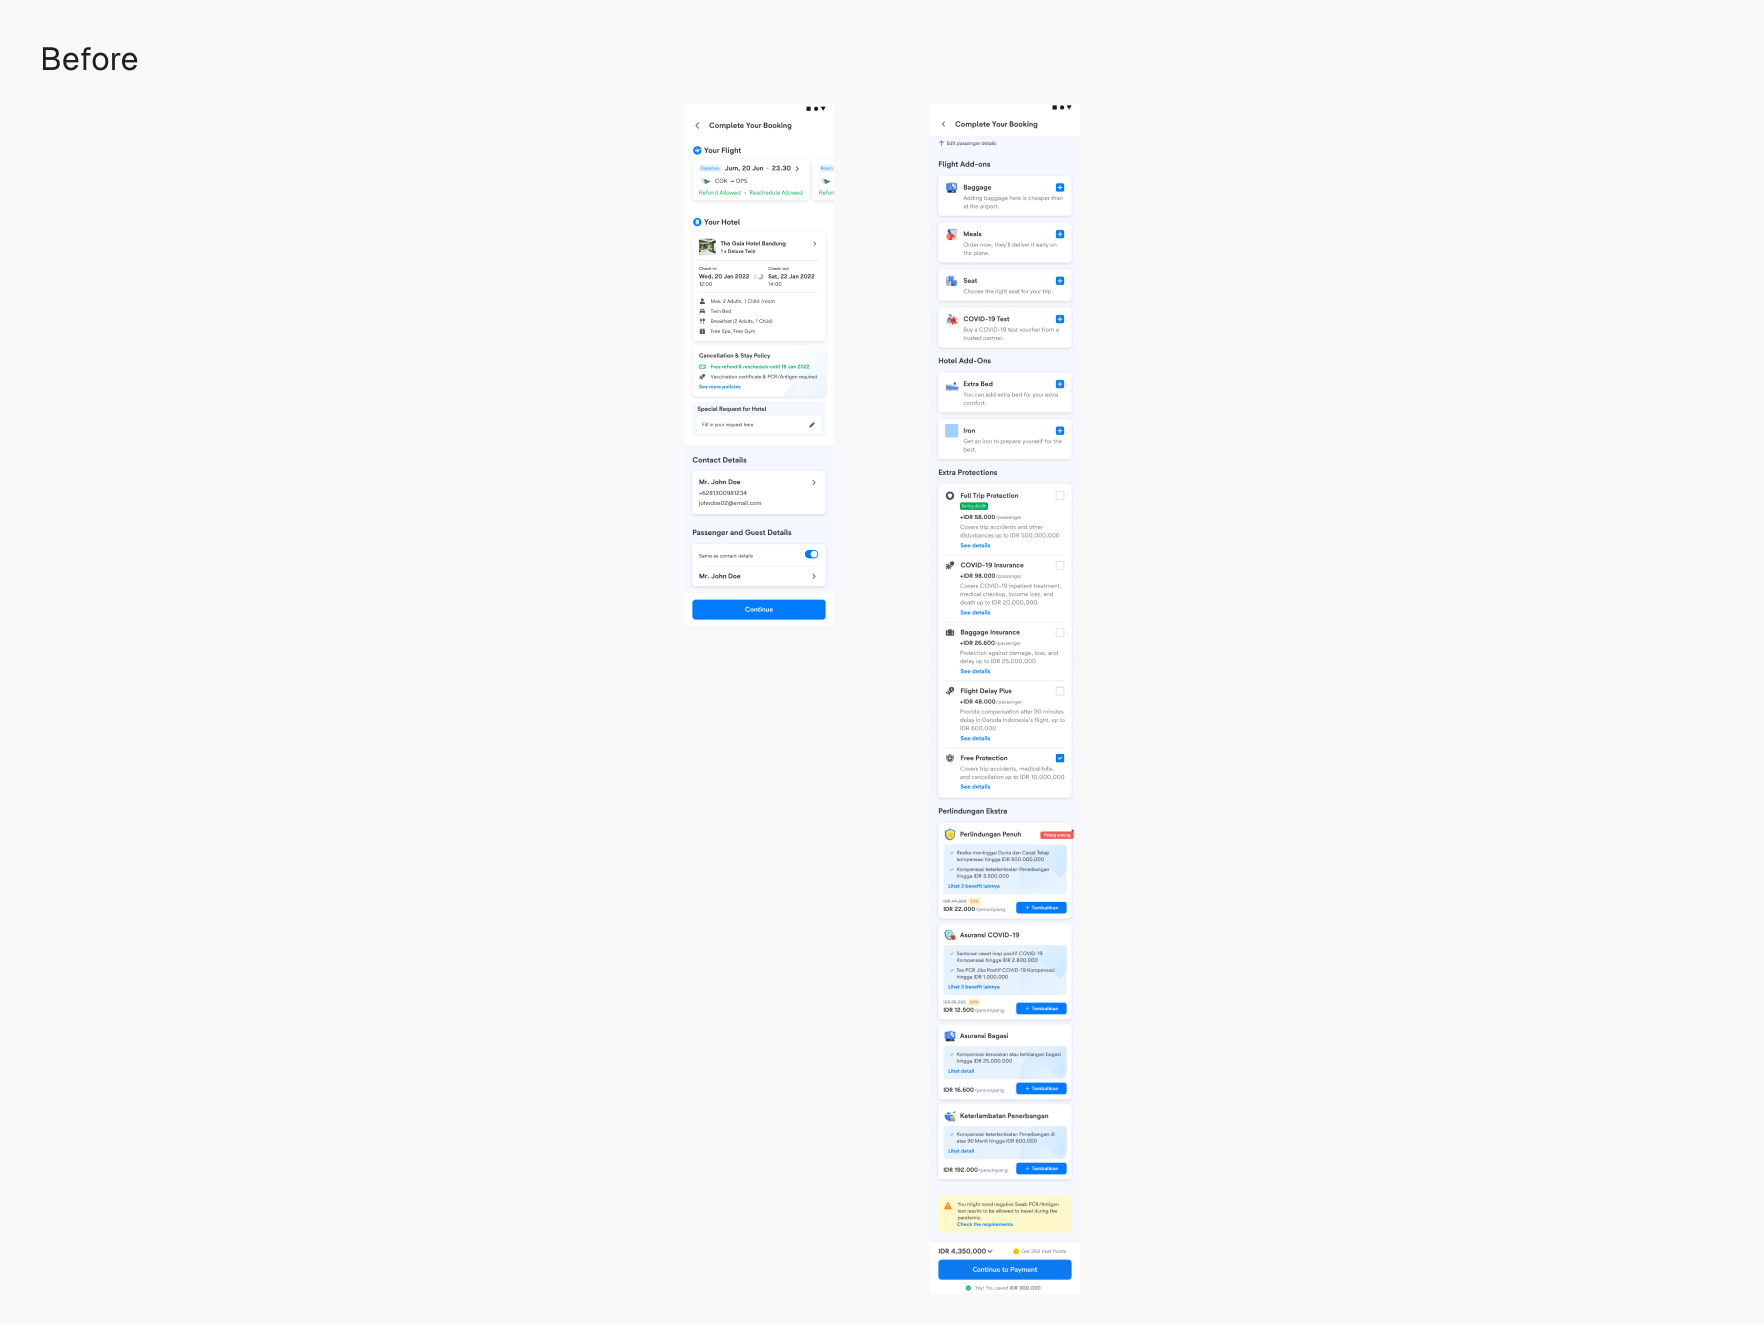 Before
Complete Your Booking
Your Flight
Departure Jum, 20 Jun • 23.30
CGK → DPS
Refund Allowed • Reschedule Allowed
Return
Refun
Your Hotel
The Gaia Hotel Bandung
1 x Deluxe Twin
Check-in
Wed, 20 Jan 2022
12:00
Check-out
Sat, 22 Jan 2022
14:00
Max. 2 Adults, 1 Child /room
Twin Bed
Breakfast (2 Adults, 1 Child)
Free Spa, Free Gym
Cancellation & Stay Policy
Free refund & reschedule until 18 Jan 2022
Vaccination certificate & PCR/Antigen required
See more policies
Special Request for Hotel
Fill in your request here
Contact Details
Mr. John Doe
+6281300981234
johndoe02@email.com
Passenger and Guest Details
Same as contact details
Mr. John Doe
Continue
Complete Your Booking
Edit passenger details
Flight Add-ons
Baggage
Adding baggage here is cheaper than
at the airport.
Meals
Order now, they'll deliver it early on
the plane.
Seat
Choose the right seat for your trip.
COVID-19 Test
Buy a COVID-19 test voucher from a
trusted partner.
Hotel Add-Ons
Extra Bed
You can add extra bed for your extra
comfort.
Iron
Get an iron to prepare yourself for the
best.
Extra Protections
Full Trip Protection
+IDR 58.000/passenger
Covers trip accidents and other
disturbances up to IDR 500,000,000
See details
COVID-19 Insurance
+IDR 98.000/passenger
Covers COVID-19 inpatient treatment,
medical checkup, income loss, and
death up to IDR 20,000,000.
See details
Baggage Insurance
+IDR 26.600/passenger
Protection against damage, loss, and
delay up to IDR 25,000,000
See details
Flight Delay Plus
+IDR 48.000/passenger
Provide compensation after 90 minutes
delay in Garuda Indonesia's flight, up to
IDR 600,000
See details
Free Protection
Covers trip accidents, medical bills,
and cancellation up to IDR 10,000,000
See details
Perlindungan Ekstra
Perlindungan Penuh
Paling untung
Resiko meninggal Dunia dan Cacat Tetap
kompensasi hingga IDR 500.000.000
Kompensasi keterlambatan Penerbangan
hingga IDR 3.500.000
Lihat 3 benefit lainnya
IDR 44.000 50%
IDR 22.000/penumpang
+ Tambahkan
Asuransi COVID-19
Santunan rawat inap positif COVID-19
Kompensasi hingga IDR 2.800.000
Tes PCR Jika Positif COVID-19 Kompensasi
hingga IDR 1.000.000
Lihat 3 benefit lainnya
IDR 25.000 50%
IDR 12.500/penumpang
+ Tambahkan
Asuransi Bagasi
Kompensasi kerusakan atau kehilangan bagasi
hingga IDR 25.000.000
Lihat detail
IDR 16.600/penumpang
+ Tambahkan
Keterlambatan Penerbangan
Kompensasi keterlambatan Penerbangan di
atas 90 Menit hingga IDR 600.000
Lihat detail
IDR 192.000/penumpang
+ Tambahkan
You might need negative Swab PCR/Antigen
test results to be allowed to travel during the
pandemic.
Check the requirements
IDR 4,350,000
Get 354 tiket Points
Continue to Payment
Yay! You saved IDR 300,000